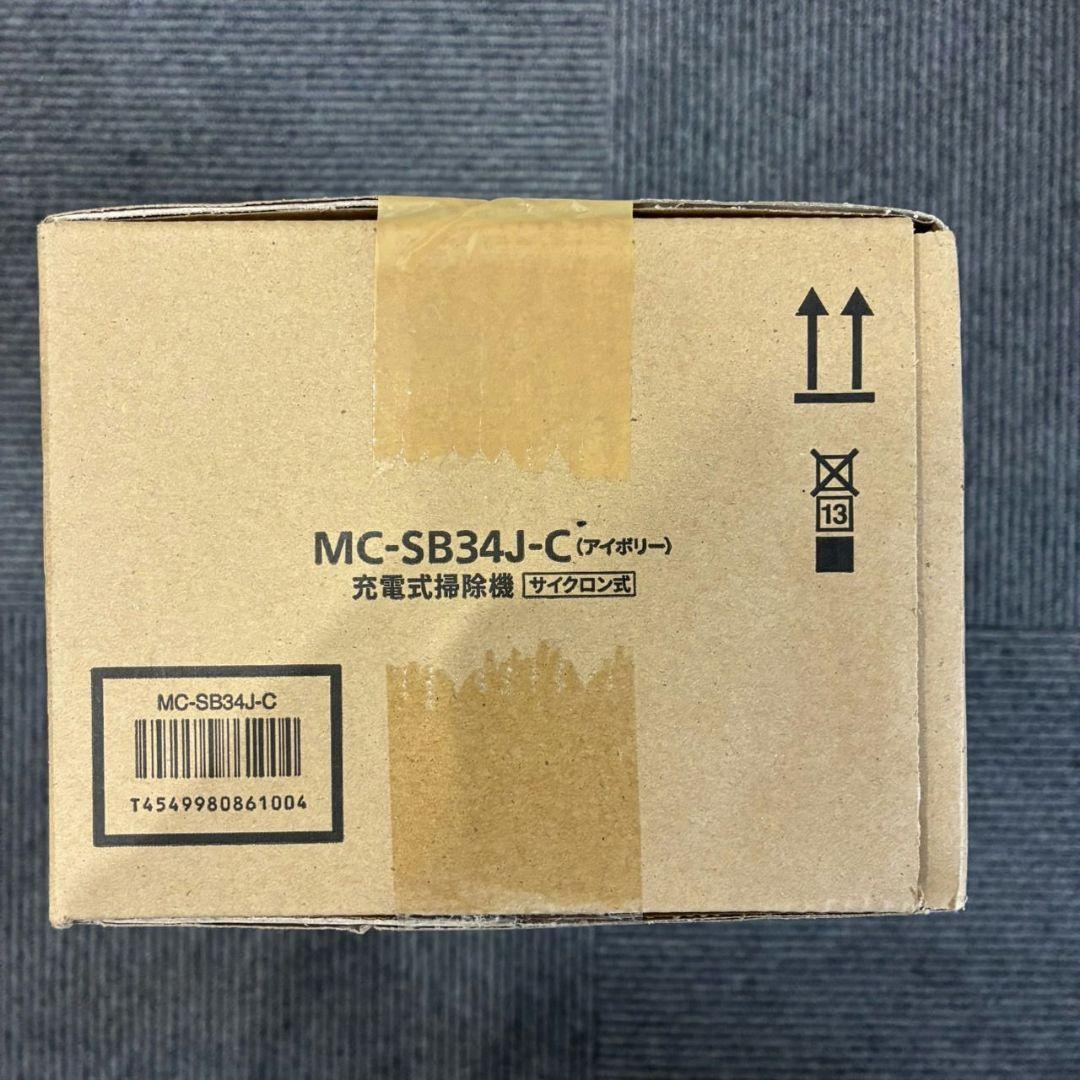 MC-SB34J-C（アイボリー）
充電式掃除機 サイクロン式
13
MC-SB34J-C
T4549980861004